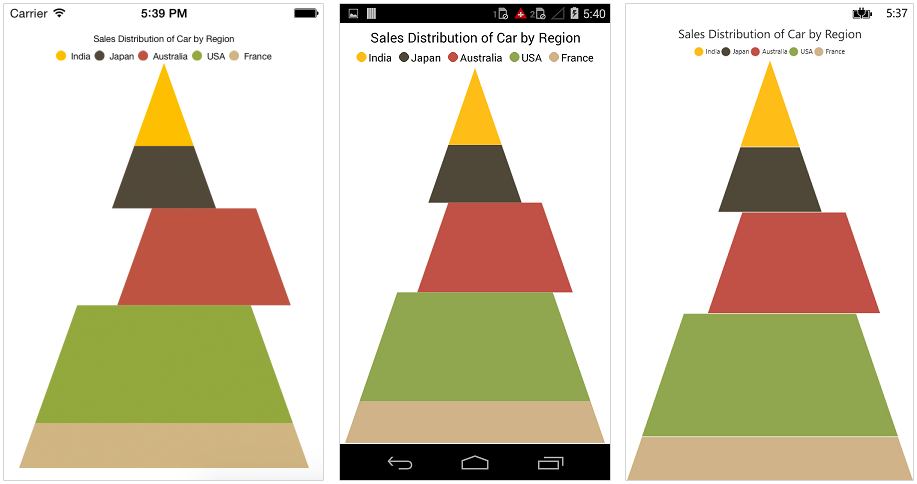 Carrier 5:39 PM
Sales Distribution of Car by Region
India Japan Australia USA France
1 2 5:40
Sales Distribution of Car by Region
India Japan Australia USA France
5:37
Sales Distribution of Car by Region
India Japan Australia USA France